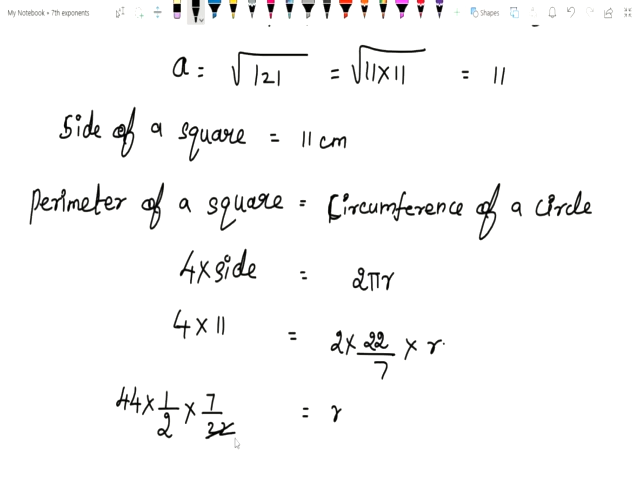 My Notebook » 7th exponents
Shapes
a = √121 = √11×11 = 11
Side of a square = 11 cm
Perimeter of a square = Circumference of a circle
4×side = 2πr
4 × 11 = 2 × 22/7 × r
44 × 1/2 × 7/22 = r